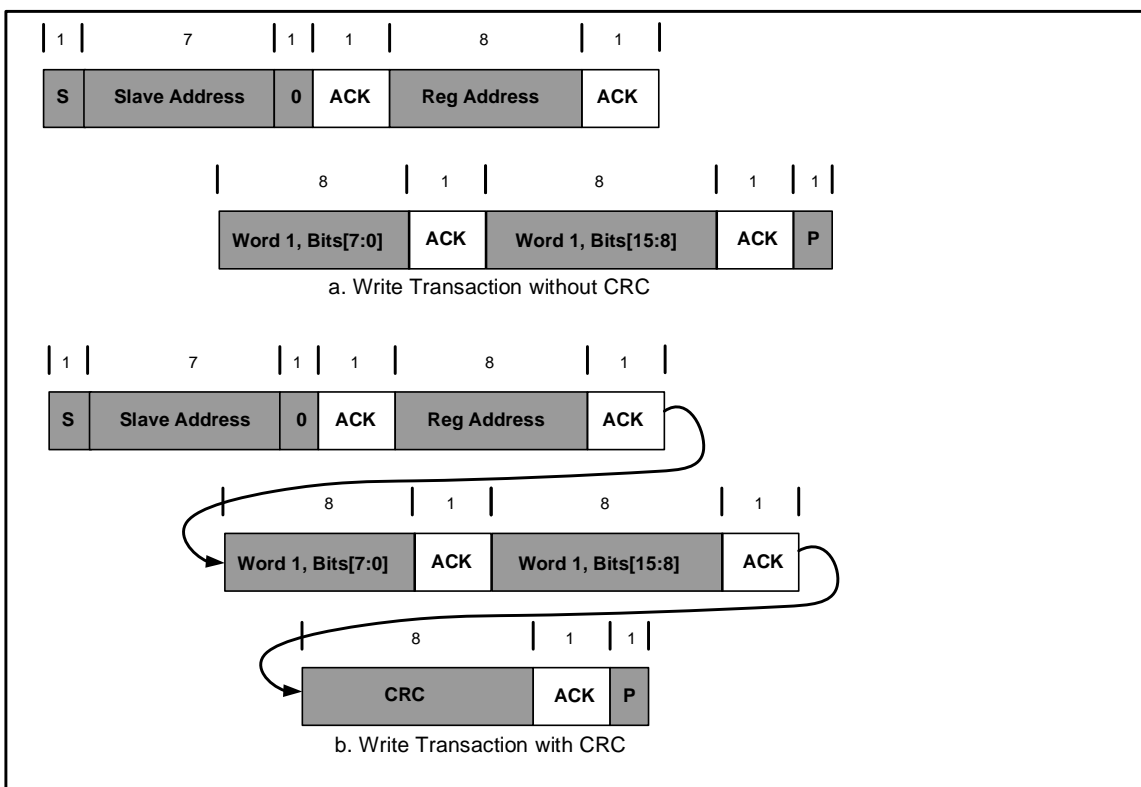 1 7 1 1 8 1
S Slave Address 0 ACK Reg Address ACK
8 1 8 1 1
Word 1, Bits[7:0] ACK Word 1, Bits[15:8] ACK P
a. Write Transaction without CRC
1 7 1 1 8 1
S Slave Address 0 ACK Reg Address ACK
8 1 8 1
Word 1, Bits[7:0] ACK Word 1, Bits[15:8] ACK
8 1 1
CRC ACK P
b. Write Transaction with CRC